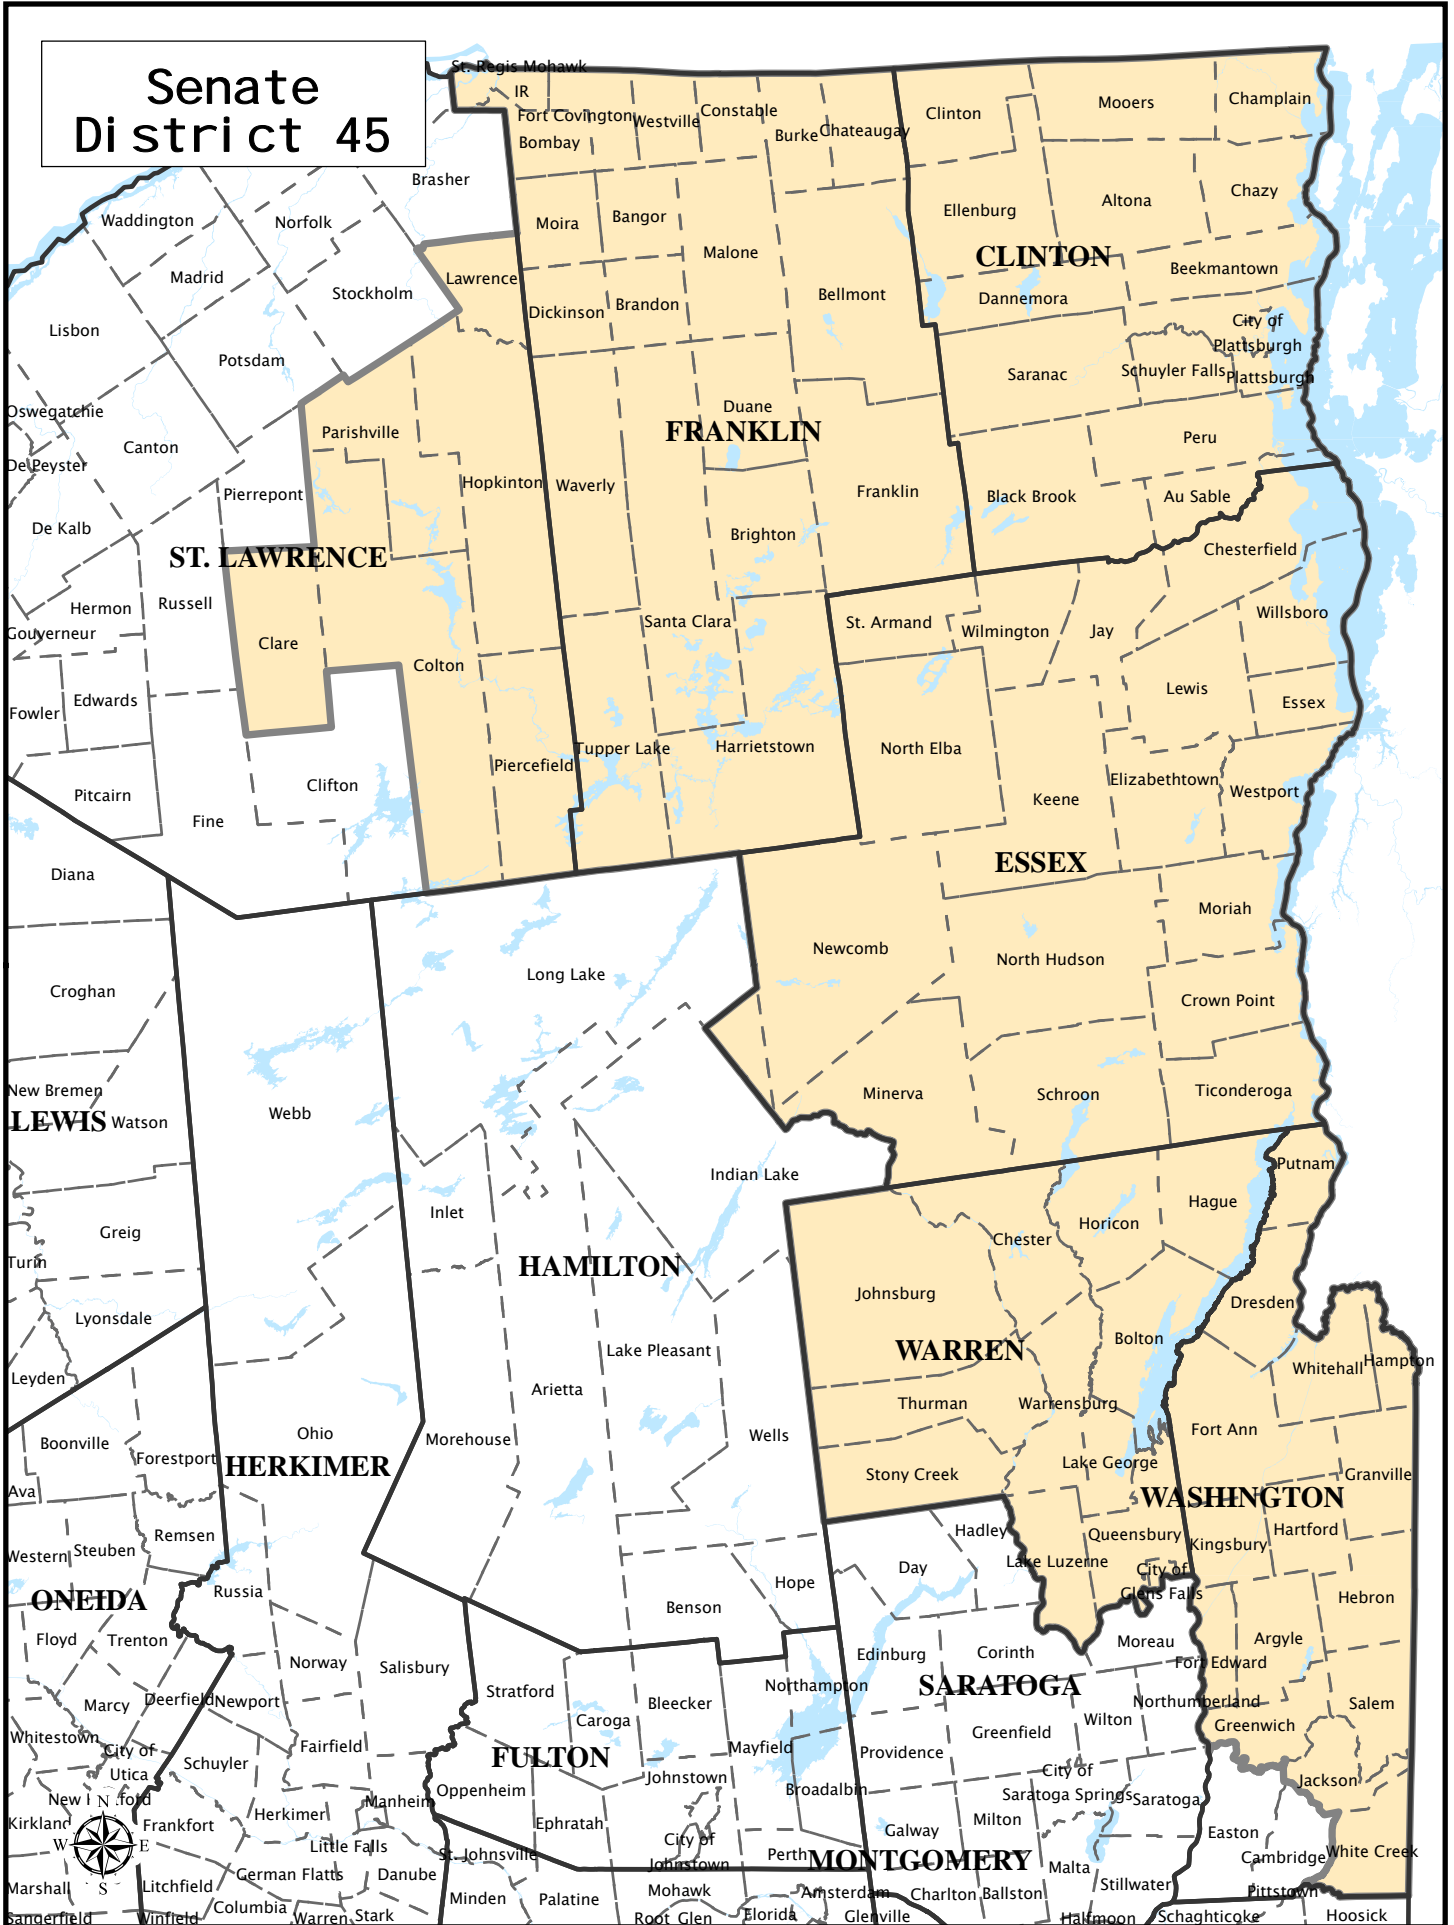 Senate
District 45
St. Regis Mohawk
IR
Fort Covington
Westville
Constable
Burke
Chateaugay
Clinton
Mooers
Champlain
Bombay
Brasher
Waddington
Norfolk
Moira
Bangor
Ellenburg
Altona
Chazy
Malone
CLINTON
Madrid
Stockholm
Lawrence
Beekmantown
Dickinson
Brandon
Bellmont
Dannemora
City of
Plattsburgh
Lisbon
Potsdam
Saranac
Schuyler Falls
Plattsburgh
Oswegatchie
Duane
Parishville
FRANKLIN
Peru
Canton
De Peyster
Pierrepont
Hopkinton
Waverly
Franklin
Black Brook
Au Sable
De Kalb
Brighton
ST. LAWRENCE
Chesterfield
Hermon
Russell
Willsboro
Gouverneur
Clare
Santa Clara
St. Armand
Wilmington
Jay
Colton
Edwards
Fowler
Lewis
Essex
Tupper Lake
Harrietstown
North Elba
Piercefield
Elizabethtown
Pitcairn
Clifton
Keene
Westport
Fine
ESSEX
Diana
Moriah
Newcomb
North Hudson
Long Lake
Croghan
Crown Point
New Bremen
Minerva
Schroon
Ticonderoga
LEWIS
Watson
Webb
Indian Lake
Putnam
Inlet
Hague
Horicon
Chester
Greig
Turin
HAMILTON
Johnsburg
Dresden
Lyonsdale
Bolton
Lake Pleasant
WARREN
Whitehall
Hampton
Leyden
Arietta
Thurman
Warrensburg
Boonville
Ohio
Morehouse
Wells
Fort Ann
Forestport
HERKIMER
Stony Creek
Lake George
Granville
Ava
WASHINGTON
Remsen
Hadley
Queensbury
Kingsbury
Hartford
Western
Steuben
Day
Lake Luzerne
City of
Glens Falls
Russia
Hope
Hebron
ONEIDA
Benson
Floyd
Trenton
Edinburg
Corinth
Moreau
Argyle
Norway
Salisbury
Fort Edward
Northampton
SARATOGA
Stratford
Marcy
Deerfield
Newport
Bleecker
Northumberland
Salem
Caroga
Wilton
Greenwich
Whitestown
Fairfield
Greenfield
City of
Utica
Schuyler
FULTON
Mayfield
Providence
City of
Saratoga Springs
Johnstown
Jackson
Oppenheim
Broadalbin
Saratoga
Manheim
Herkimer
Kirkland
Frankfort
Ephratah
Milton
Galway
Easton
City of
Johnstown
Little Falls
St. Johnsville
Perth
Cambridge
White Creek
MONTGOMERY
Malta
German Flatts
Danube
Marshall
Litchfield
Stillwater
Minden
Palatine
Mohawk
Amsterdam
Charlton
Ballston
Pittstown
Columbia
Sangerfield
Winfield
Warren
Stark
Root
Glen
Florida
Glenville
Halfmoon
Schaghticoke
Hoosick
N
W
E
S